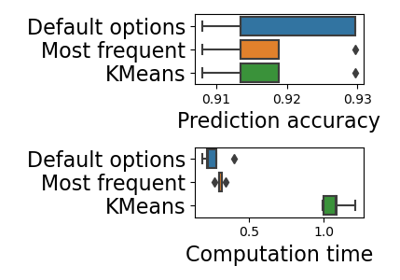 Default options
Most frequent
KMeans
0.91 0.92 0.93
Prediction accuracy
Default options
Most frequent
KMeans
0.5 1.0
Computation time